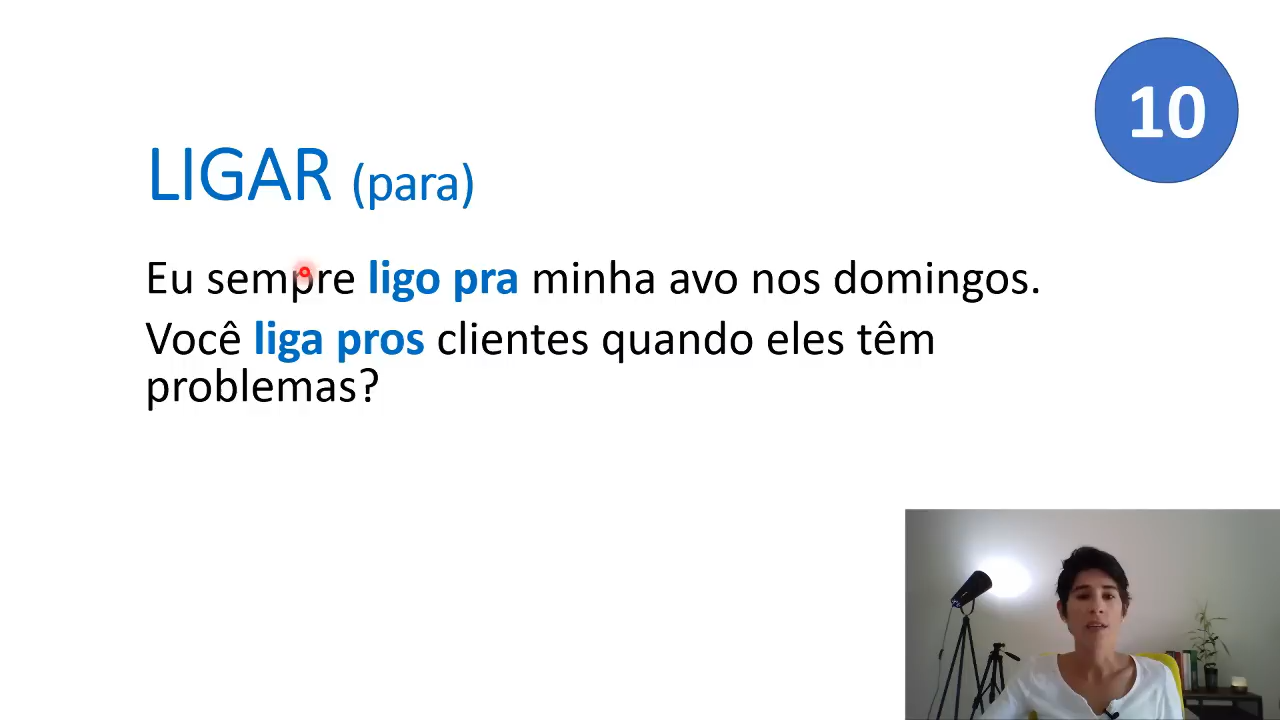 10
LIGAR (para)
Eu sempre ligo pra minha avo nos domingos.
Você liga pros clientes quando eles têm
problemas?